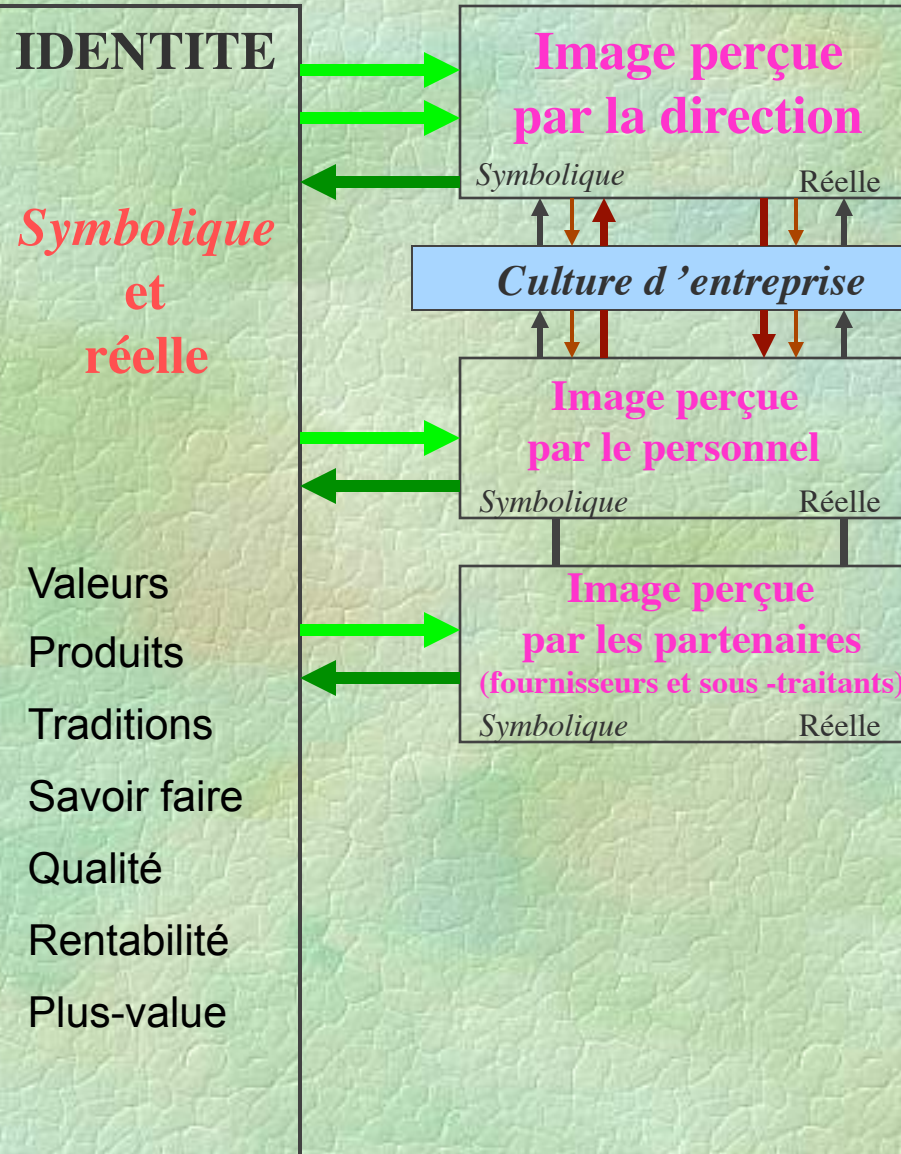 IDENTITE
Symbolique
et
réelle
Valeurs
Produits
Traditions
Savoir faire
Qualité
Rentabilité
Plus-value
Image perçue
par la direction
Symbolique Réelle
Culture d ’entreprise
Image perçue
par le personnel
Symbolique Réelle
Image perçue
par les partenaires
(fournisseurs et sous -traitants)
Symbolique Réelle